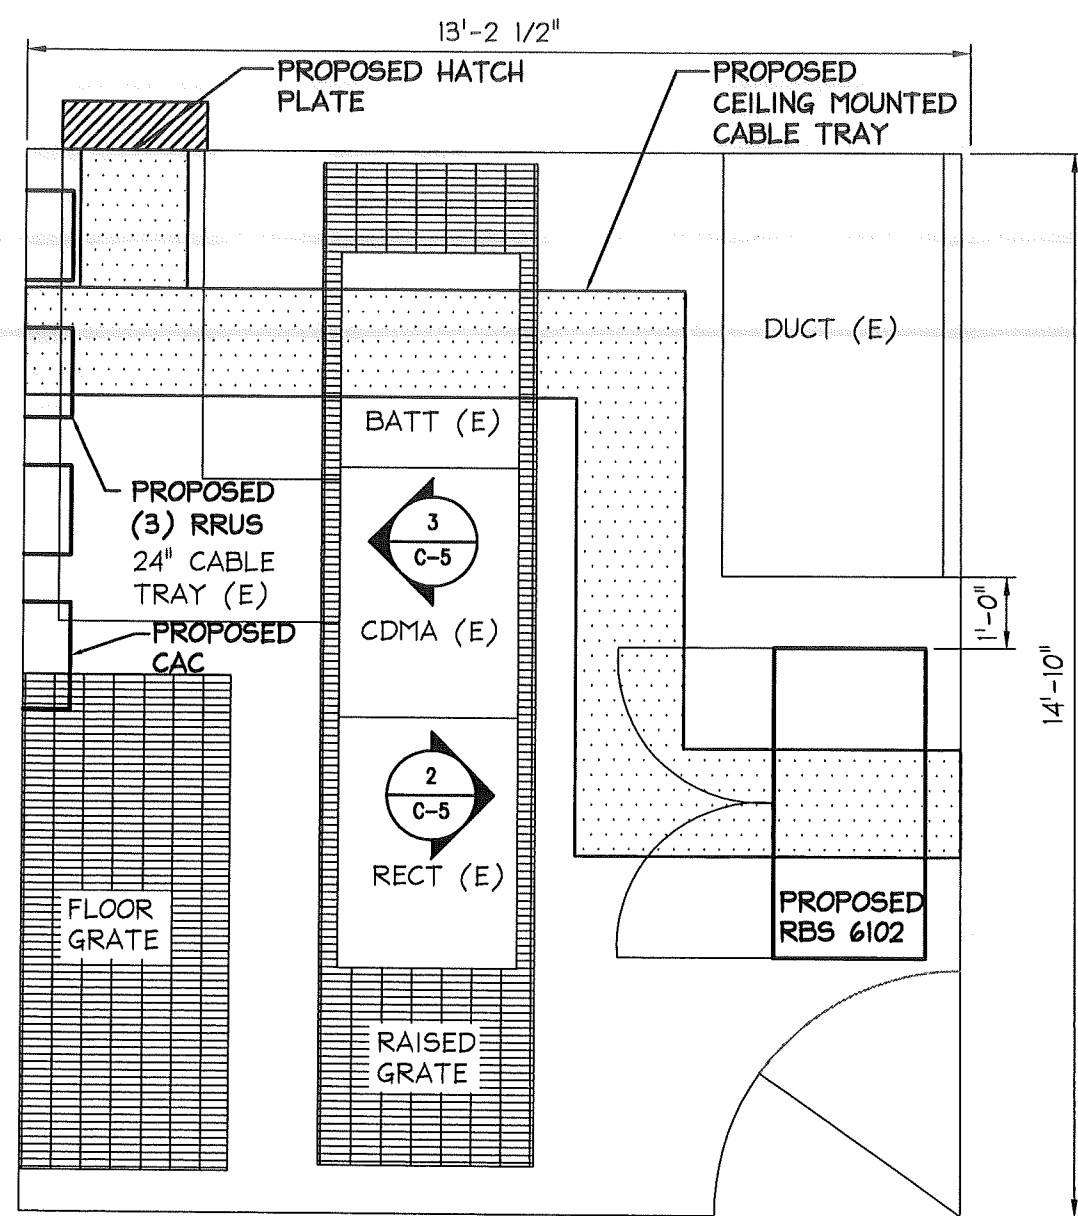 13'-2 1/2"
PROPOSED HATCH
PLATE
PROPOSED
CEILING MOUNTED
CABLE TRAY
DUCT (E)
BATT (E)
PROPOSED
(3) RRUS
24" CABLE
TRAY (E)
3
C-5
CDMA (E)
PROPOSED
CAC
1'-0"
14'-10"
2
C-5
RECT (E)
FLOOR
GRATE
PROPOSED
RBS 6102
RAISED
GRATE